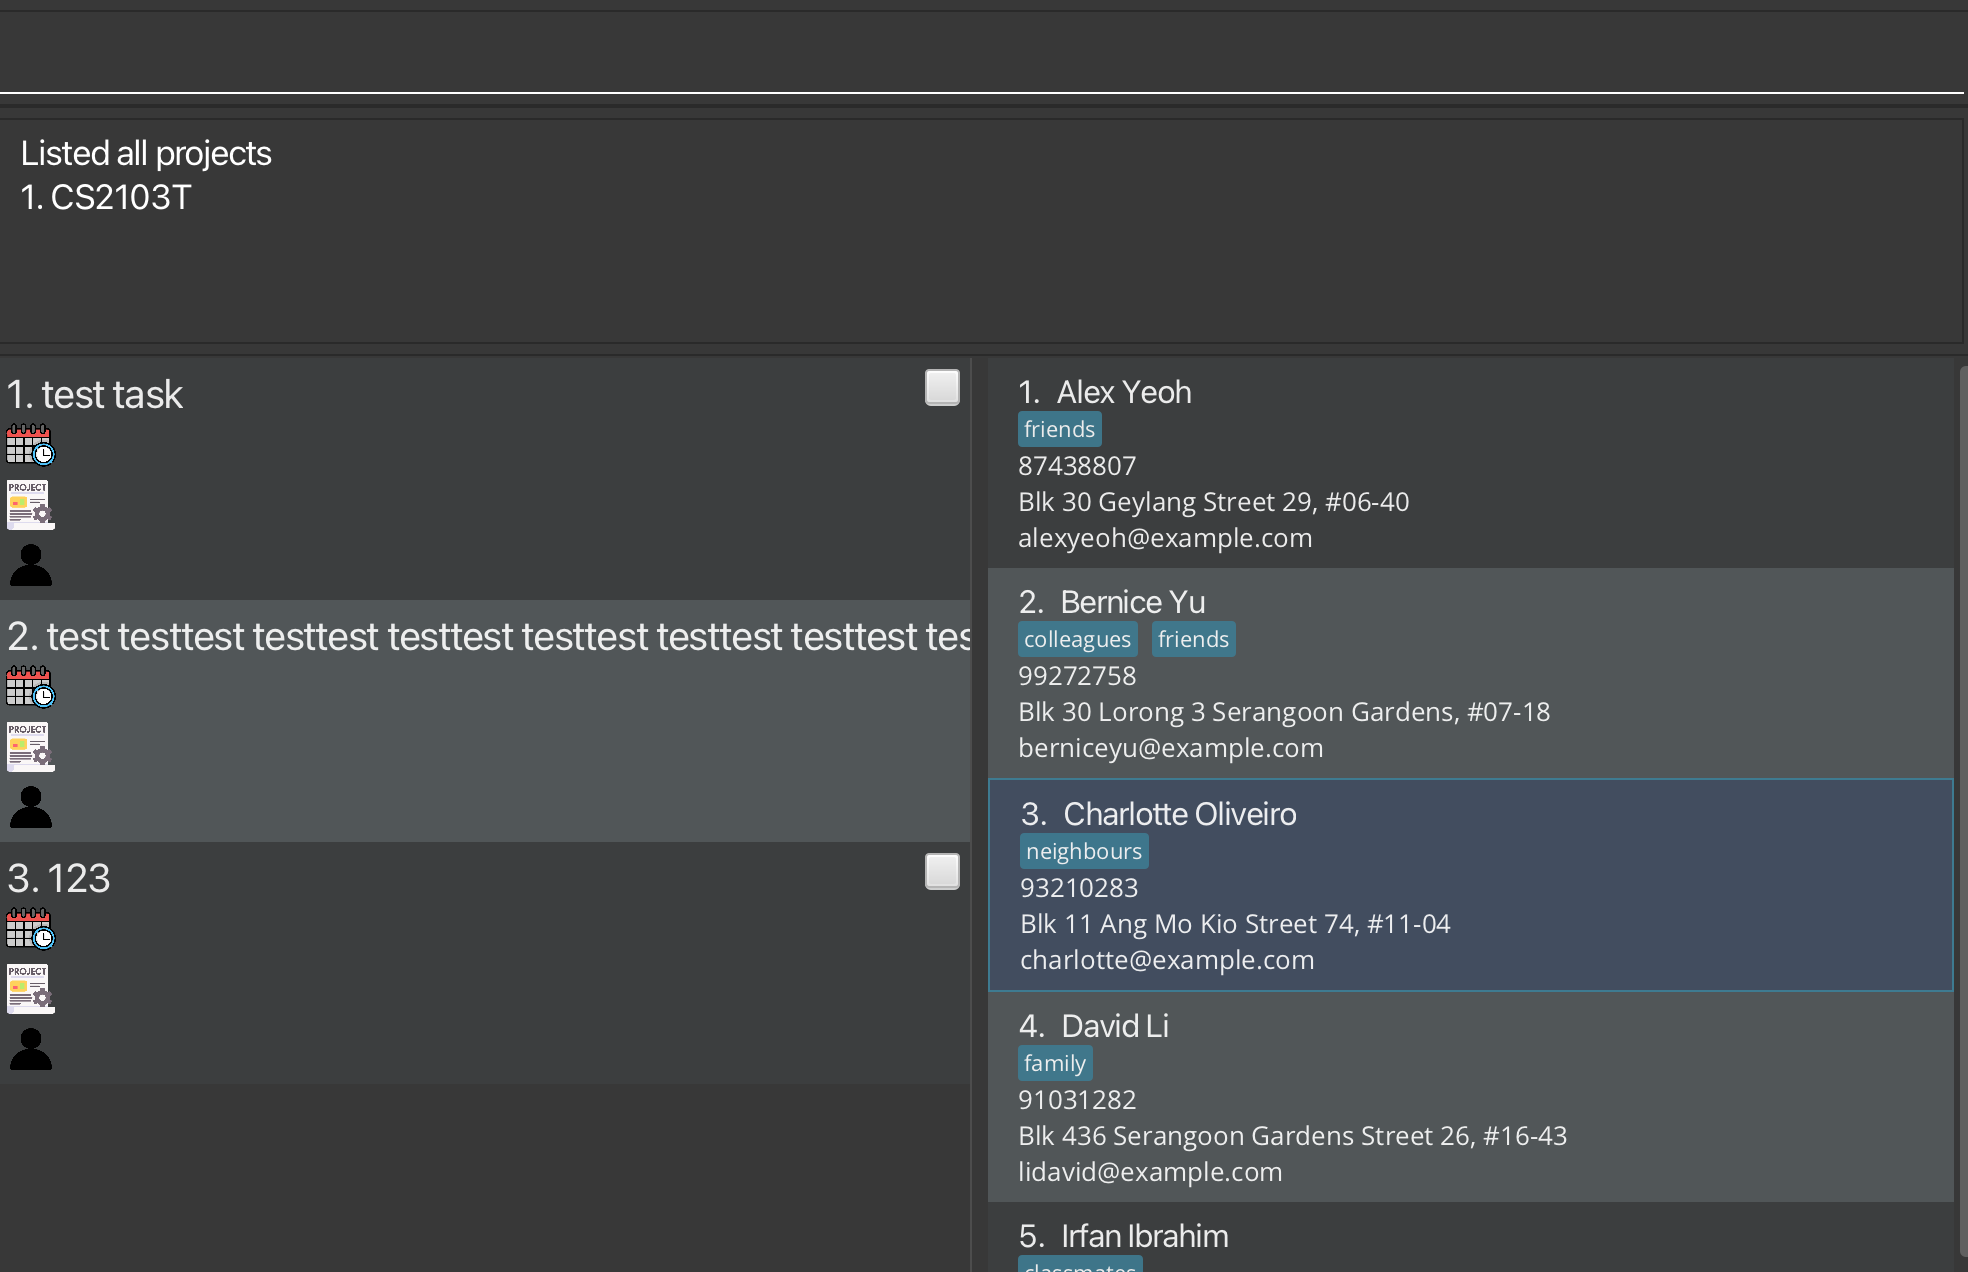 Listed all projects
1. CS2103T
1. test task
PROJECT
2. test testtest testtest testtest testtest testtest testtest tes
PROJECT
3. 123
PROJECT
1. Alex Yeoh
friends
87438807
Blk 30 Geylang Street 29, #06-40
alexyeoh@example.com
2. Bernice Yu
colleagues friends
99272758
Blk 30 Lorong 3 Serangoon Gardens, #07-18
berniceyu@example.com
3. Charlotte Oliveiro
neighbours
93210283
Blk 11 Ang Mo Kio Street 74, #11-04
charlotte@example.com
4. David Li
family
91031282
Blk 436 Serangoon Gardens Street 26, #16-43
lidavid@example.com
5. Irfan Ibrahim
classmates